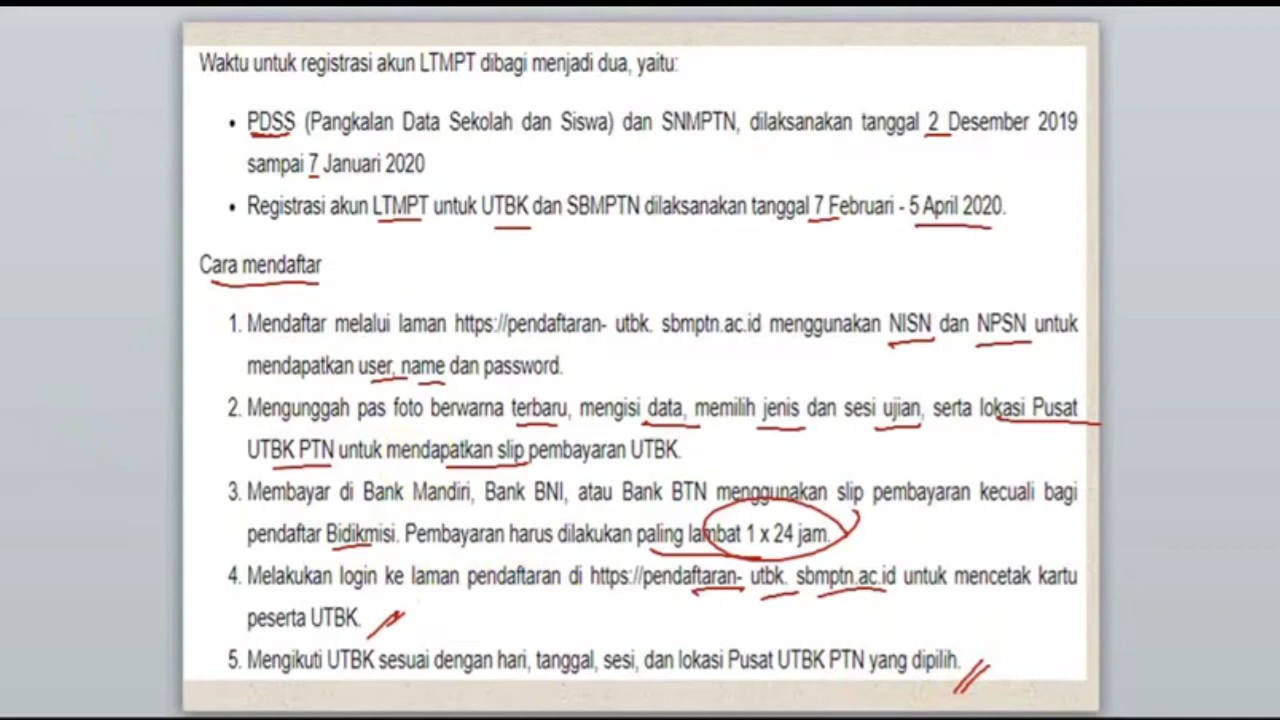 Waktu untuk registrasi akun LTMPT dibagi menjadi dua, yaitu:
• PDSS (Pangkalan Data Sekolah dan Siswa) dan SNMPTN, dilaksanakan tanggal 2 Desember 2019
sampai 7 Januari 2020
• Registrasi akun LTMPT untuk UTBK dan SBMPTN dilaksanakan tanggal 7 Februari - 5 April 2020.
Cara mendaftar
1. Mendaftar melalui laman https://pendaftaran- utbk. sbmptn.ac.id menggunakan NISN dan NPSN untuk
mendapatkan user, name dan password.
2. Mengunggah pas foto berwarna terbaru, mengisi data, memilih jenis dan sesi ujian, serta lokasi Pusat
UTBK PTN untuk mendapatkan slip pembayaran UTBK.
3. Membayar di Bank Mandiri, Bank BNI, atau Bank BTN menggunakan slip pembayaran kecuali bagi
pendaftar Bidikmisi. Pembayaran harus dilakukan paling lambat 1 x 24 jam.
4. Melakukan login ke laman pendaftaran di https://pendaftaran- utbk. sbmptn.ac.id untuk mencetak kartu
peserta UTBK.
5. Mengikuti UTBK sesuai dengan hari, tanggal, sesi, dan lokasi Pusat UTBK PTN yang dipilih.